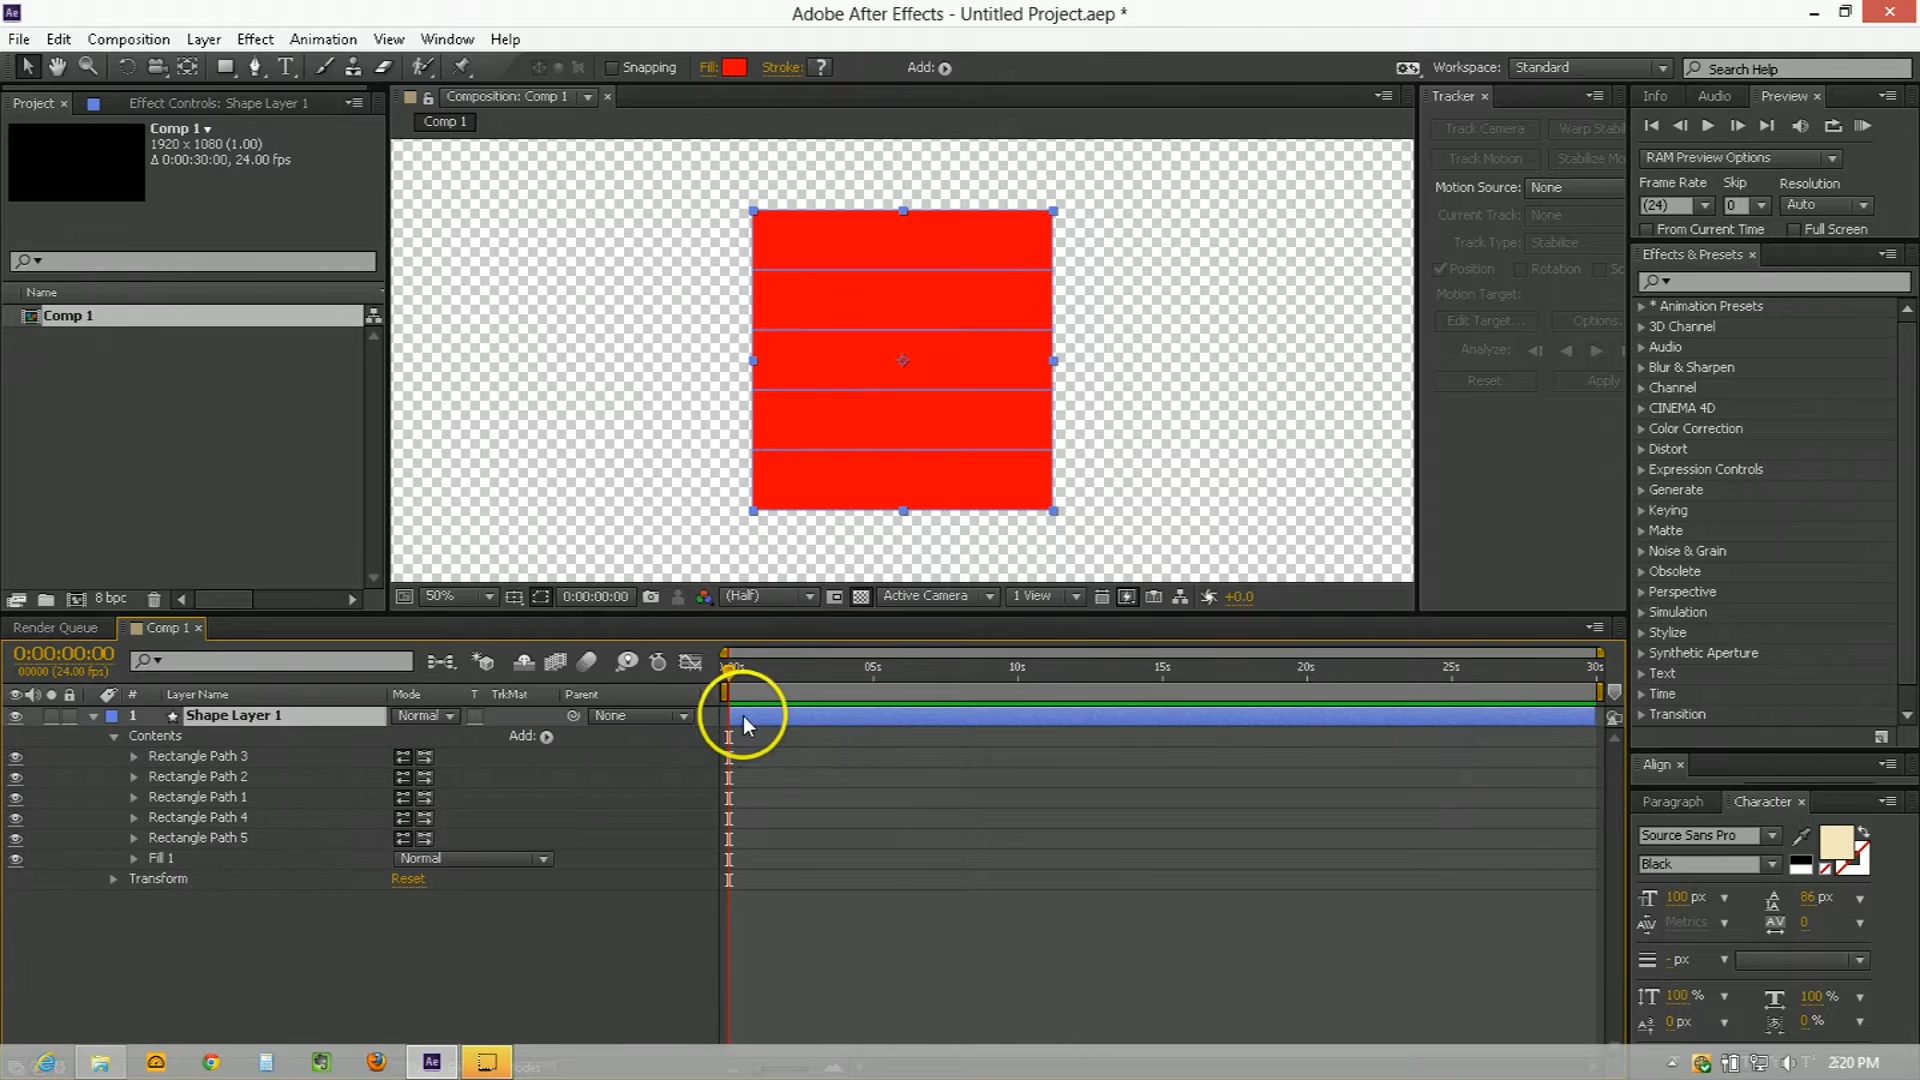 Ae Adobe After Effects - Untitled Project.aep *
File Edit Composition Layer Effect Animation View Window Help
Snapping Fill: Stroke: ? Add: Workspace: Standard Search Help
Project × Effect Controls: Shape Layer 1
Comp 1▼
1920 x 1080 (1.00)
Δ 0:00:30:00, 24.00 fps
Name
Comp 1
8 bpc
Composition: Comp 1 ×
Comp 1
50% 0:00:00:00 (Half) Active Camera 1 View +0.0
Tracker ×
Track Camera Warp Stabil
Track Motion Stabilize Mo
Motion Source: None
Current Track: None
Track Type: Stabilize
Position Rotation Sc
Motion Target:
Edit Target... Options.
Analyze:
Reset Apply
Info Audio Preview ×
RAM Preview Options
Frame Rate Skip Resolution
(24) 0 Auto
From Current Time Full Screen
Effects & Presets ×
* Animation Presets
3D Channel
Audio
Blur & Sharpen
Channel
CINEMA 4D
Color Correction
Distort
Expression Controls
Generate
Keying
Matte
Noise & Grain
Obsolete
Perspective
Simulation
Stylize
Synthetic Aperture
Text
Time
Transition
Align ×
Paragraph Character ×
Source Sans Pro
Black
100 px 86 px
Metrics 0
- px
100 % 100 %
0 px 0 %
Render Queue Comp 1 ×
0:00:00:00
00000 (24.00 fps)
05s 10s 15s 20s 25s 30s
# Layer Name Mode T TrkMat Parent
1 Shape Layer 1 Normal None
Contents Add:
Rectangle Path 3
Rectangle Path 2
Rectangle Path 1
Rectangle Path 4
Rectangle Path 5
Fill 1 Normal
Transform Reset
Ae 2:20 PM